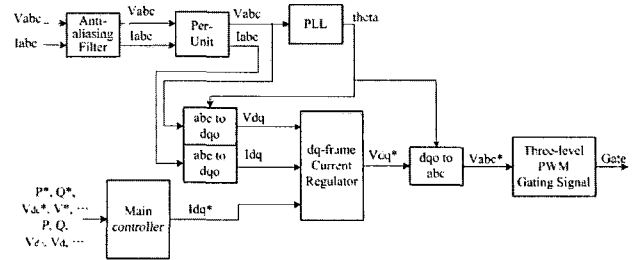 Vabc
Iabc
Anti-
aliasing
Filter
Vabc
Iabc
Per-
Unit
Vabc
Iabc
PLL
theta
abc to
dqo
abc to
dqo
Vdq
Idq
dq-frame
Current
Regulator
Vdq*
dqo to
abc
Vabc*
Three-level
PWM
Gating Signal
Gate
P*, Q*,
Vdc*, V*, ···
P, Q,
Vd, ···
Main
controller
Idq*